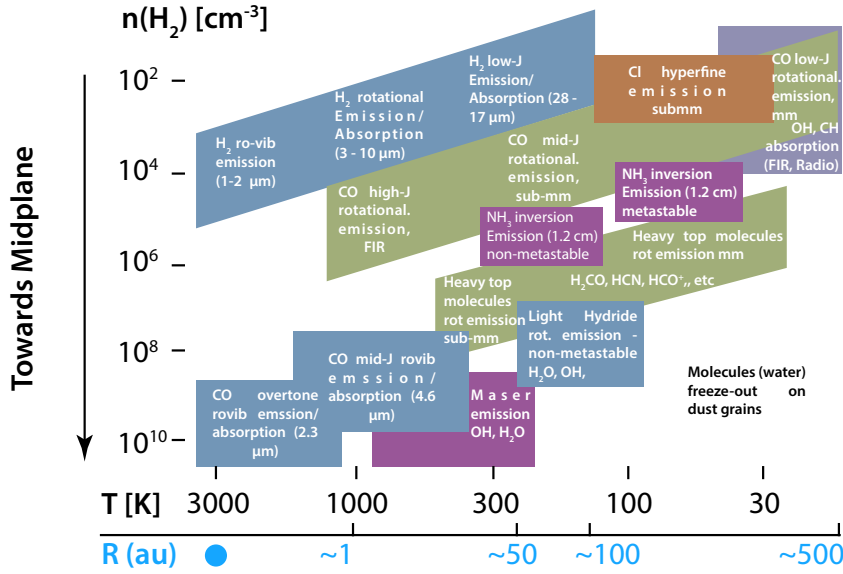 n(H2) [cm-3]
Towards Midplane
10^2
10^4
10^6
10^8
10^10
H2 ro-vib
emission
(1-2 μm)
H2 rotational
Emission/
Absorption
(3 - 10 μm)
H2 low-J
Emission/
Absorption (28 -
17 μm)
CI hyperfine
emission
submm
CO low-J
rotational.
emission,
mm
OH, CH
absorption
(FIR, Radio)
CO high-J
rotational.
emission,
FIR
CO mid-J
rotational.
emission,
sub-mm
NH3 inversion
Emission (1.2 cm)
metastable
NH3 inversion
Emission (1.2 cm)
non-metastable
Heavy top molecules
rot emission mm
H2CO, HCN, HCO+,, etc
Heavy top
molecules
rot emission
sub-mm
Light Hydride
rot. emission -
non-metastable
H2O, OH,
CO mid-J rovib
emssion/
absorption (4.6
μm)
CO overtone
rovib emssion/
absorption (2.3
μm)
Maser
emission
OH, H2O
Molecules (water)
freeze-out on
dust grains
T [K] 3000 1000 300 100 30
R (au) ~1 ~50 ~100 ~500